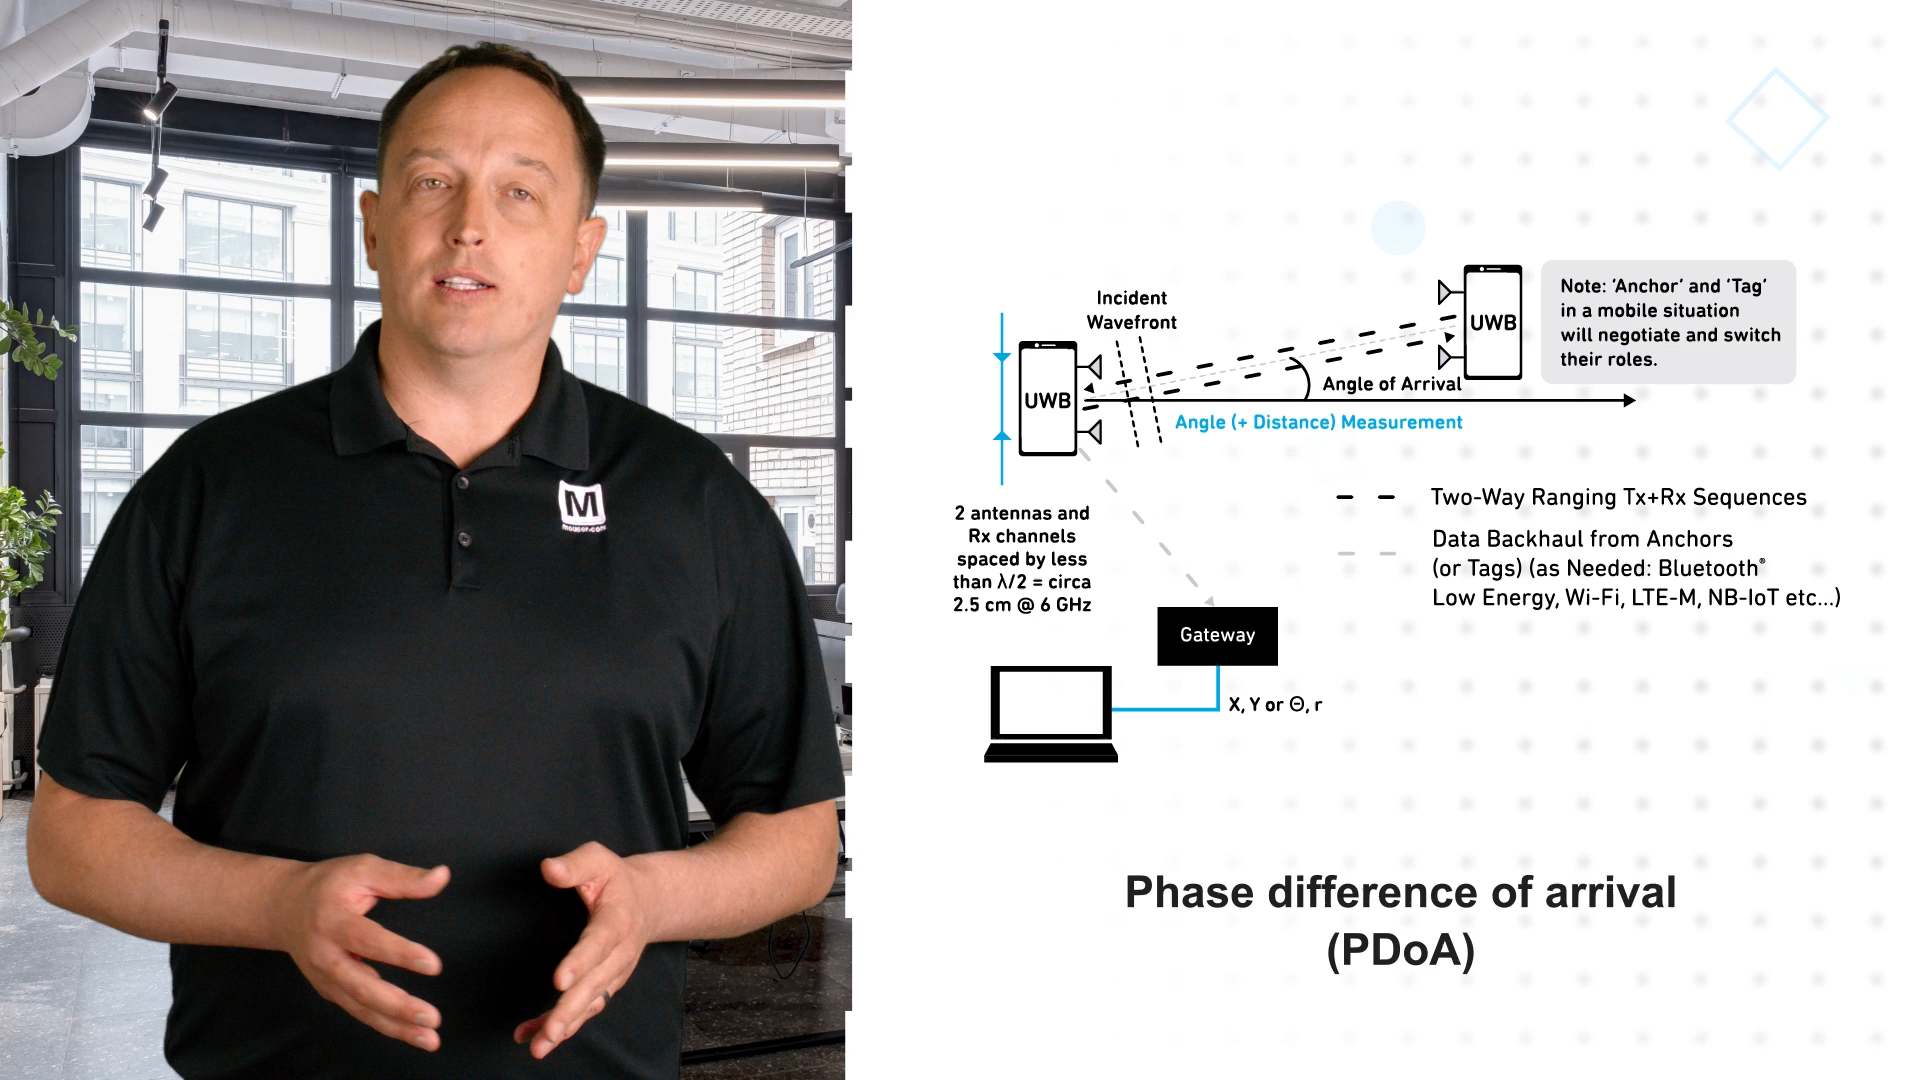 M
mouser.com
Incident
Wavefront
UWB
UWB
Note: ‘Anchor’ and ‘Tag’
in a mobile situation
will negotiate and switch
their roles.
Angle of Arrival
Angle (+ Distance) Measurement
2 antennas and
Rx channels
spaced by less
than λ/2 = circa
2.5 cm @ 6 GHz
Two-Way Ranging Tx+Rx Sequences
Data Backhaul from Anchors
(or Tags) (as Needed: Bluetooth®
Low Energy, Wi-Fi, LTE-M, NB-IoT etc...)
Gateway
X, Y or Θ, r
Phase difference of arrival
(PDoA)